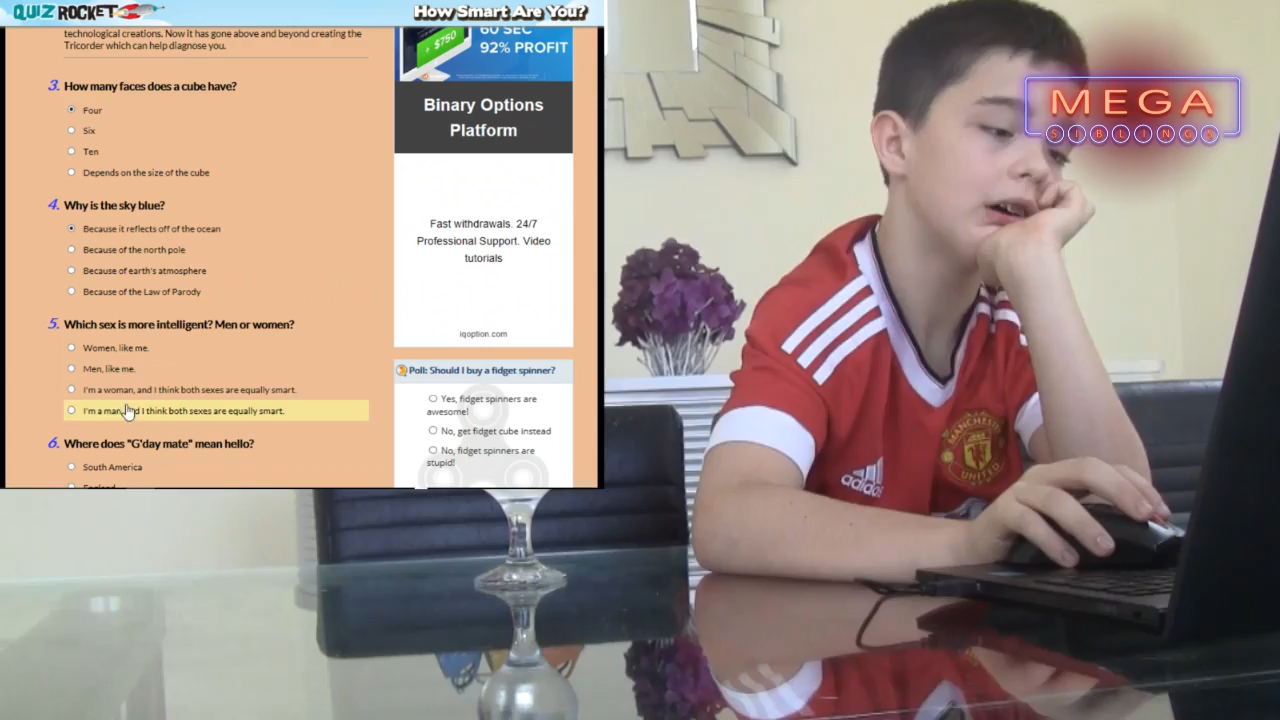 QUIZ ROCKET
How Smart Are You?
technological creations. Now it has gone above and beyond creating the
Tricorder which can help diagnose you.
3. How many faces does a cube have?
Four
Six
Ten
Depends on the size of the cube
4. Why is the sky blue?
Because it reflects off of the ocean
Because of the north pole
Because of earth's atmosphere
Because of the Law of Parody
5. Which sex is more intelligent? Men or women?
Women, like me.
Men, like me.
I'm a woman, and I think both sexes are equally smart.
I'm a man, and I think both sexes are equally smart.
6. Where does "G'day mate" mean hello?
South America
England
+ $750
60 SEC
92% PROFIT
Binary Options
Platform
Fast withdrawals. 24/7
Professional Support. Video
tutorials
iqoption.com
Poll: Should I buy a fidget spinner?
Yes, fidget spinners are
awesome!
No, get fidget cube instead
No, fidget spinners are
stupid!
MEGA
SIBLINGS
MANCHESTER
UNITED
adidas